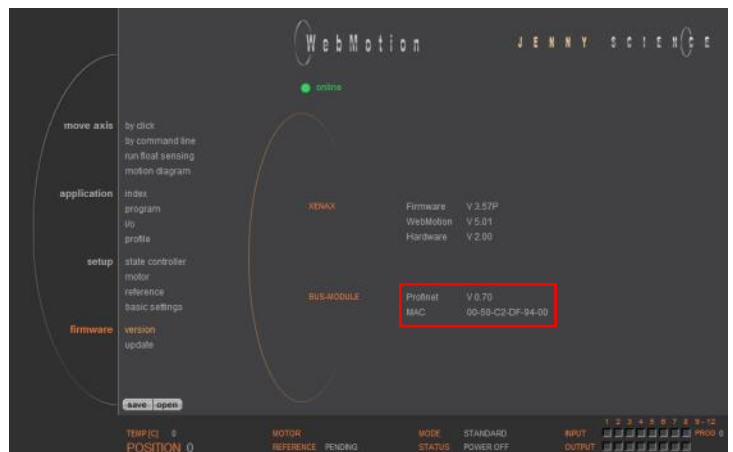 WebMotion
JENNY SCIENCE
online
move axis
by click
by command line
run float sensing
motion diagram
application
index
program
i/o
profile
setup
state controller
motor
reference
basic settings
firmware
version
update
XENAX
Firmware V 3.57P
WebMotion V 5.01
Hardware V 2.00
BUS-MODULE
Profinet V 0.70
MAC 00-50-C2-DF-94-00
save open
1 2 3 4 5 6 7 8 9-12
TEMP [C] 0 MOTOR MODE STANDARD INPUT PROG 0
POSITION 0 REFERENCE PENDING STATUS POWER OFF OUTPUT